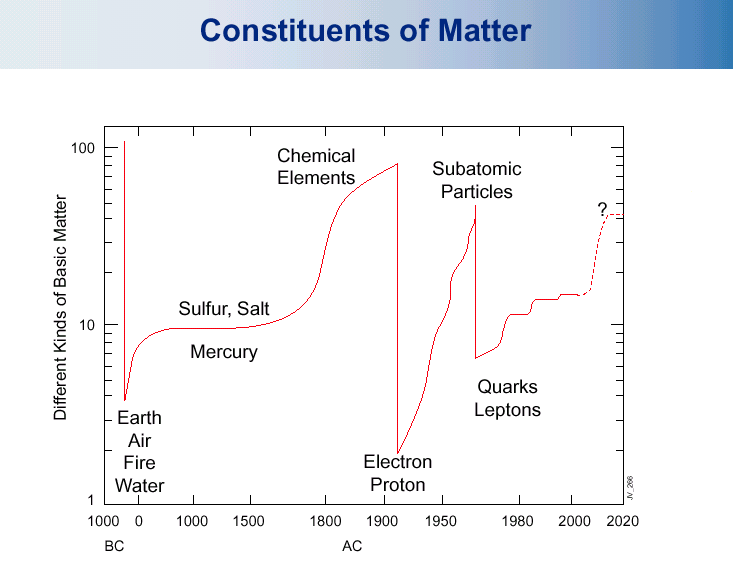 Constituents of Matter
Different Kinds of Basic Matter
100
10
1
Chemical
Elements
Subatomic
Particles
?
Sulfur, Salt
Mercury
Quarks
Leptons
Earth
Air
Fire
Water
Electron
Proton
JV_266
1000 0 1000 1500 1800 1900 1950 1980 2000 2020
BC AC